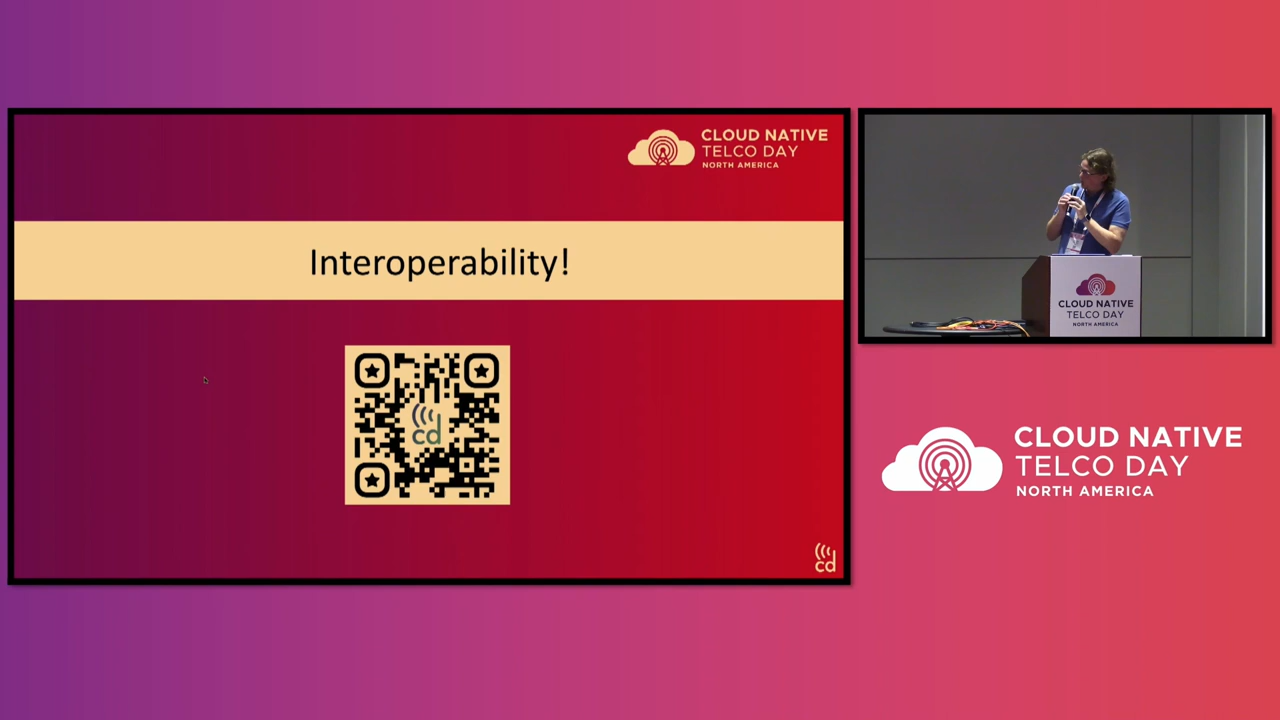 CLOUD NATIVE
TELCO DAY
NORTH AMERICA
Interoperability!
cd
cd
CLOUD NATIVE
TELCO DAY
NORTH AMERICA
CLOUD NATIVE
TELCO DAY
NORTH AMERICA